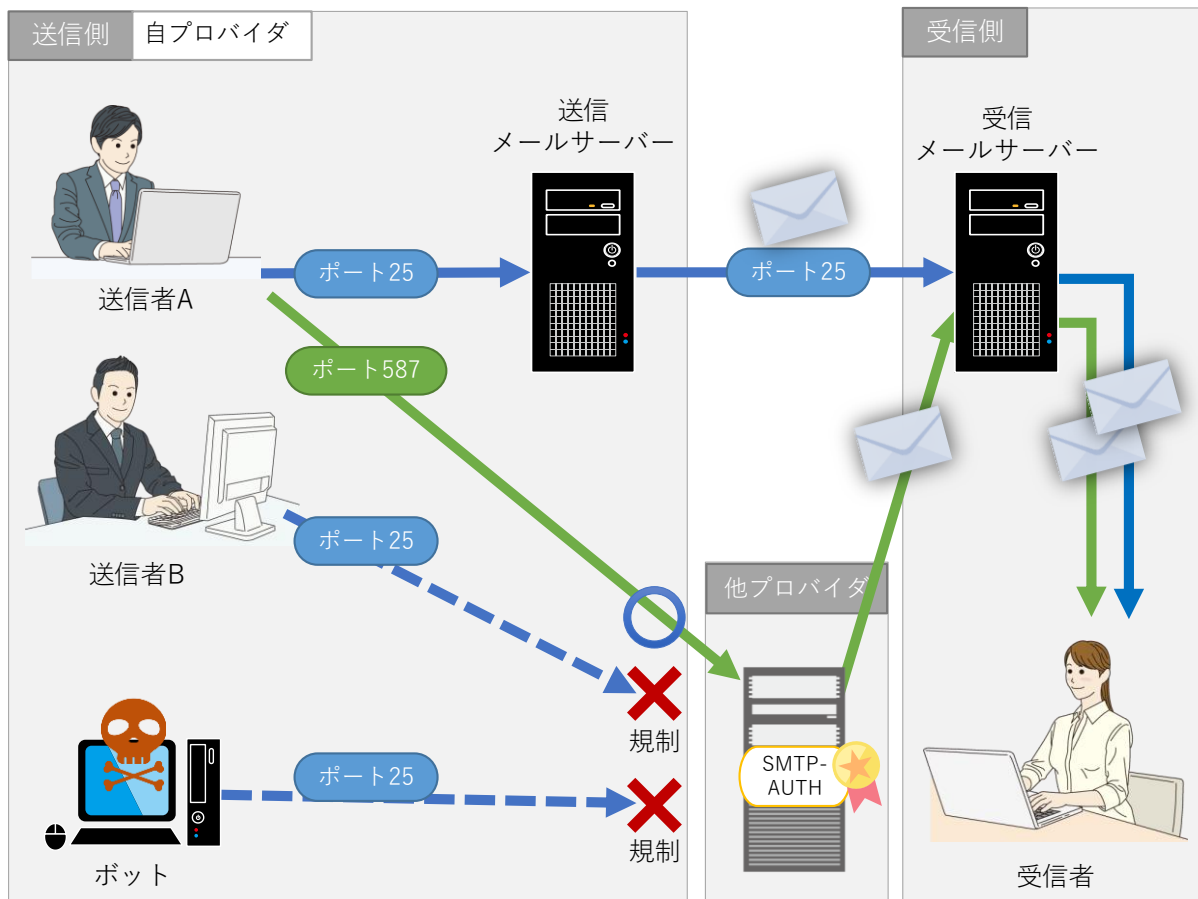 送信側
自プロバイダ
受信側
送信
メールサーバー
受信
メールサーバー
ポート25
ポート25
送信者A
ポート587
ポート25
送信者B
他プロバイダ
規制
SMTP-
AUTH
ポート25
規制
ボット
受信者